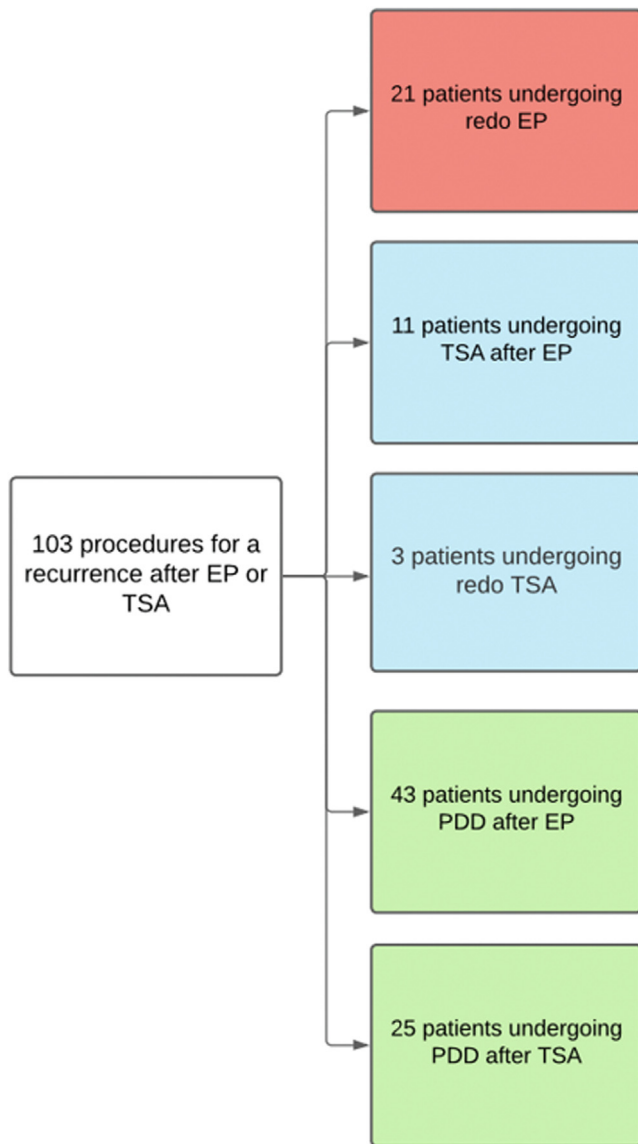 21 patients undergoing
redo EP
11 patients undergoing
TSA after EP
103 procedures for a
recurrence after EP or
TSA
3 patients undergoing
redo TSA
43 patients undergoing
PDD after EP
25 patients undergoing
PDD after TSA